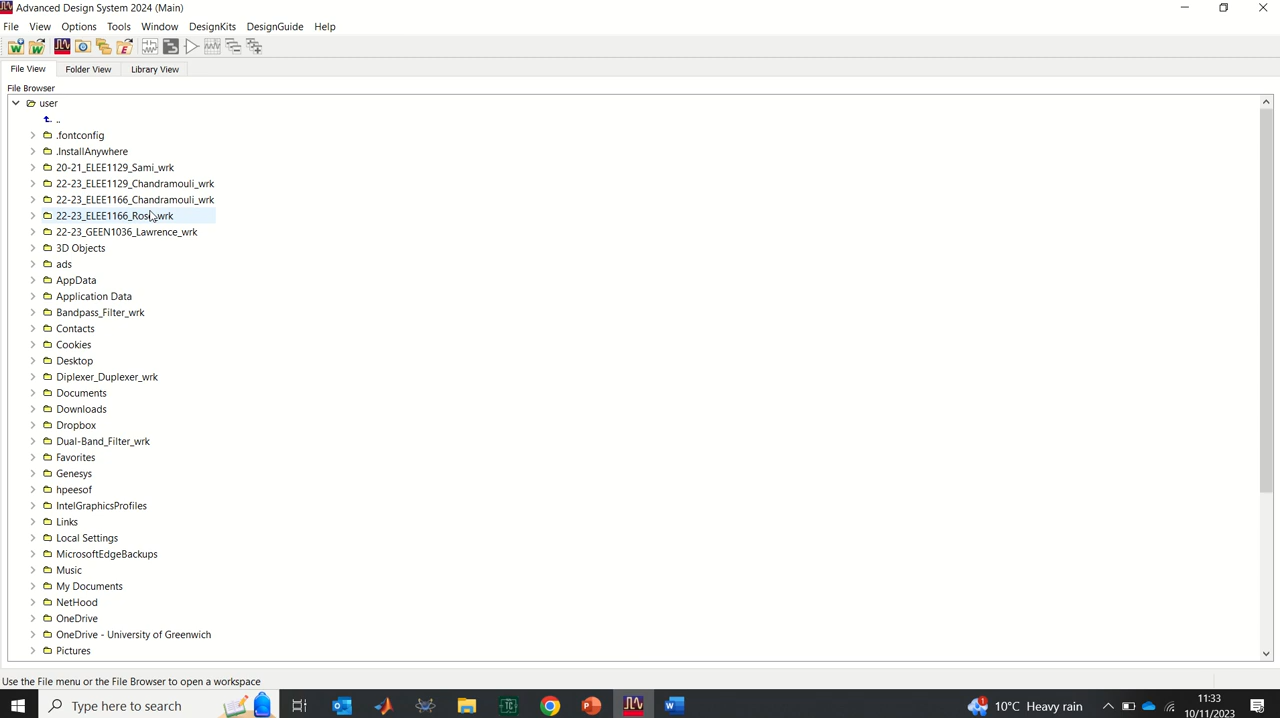 Advanced Design System 2024 (Main)
File View Options Tools Window DesignKits DesignGuide Help
File View Folder View Library View
File Browser
user
..
.fontconfig
.InstallAnywhere
20-21_ELEE1129_Sami_wrk
22-23_ELEE1129_Chandramouli_wrk
22-23_ELEE1166_Chandramouli_wrk
22-23_GEEN1036_Lawrence_wrk
3D Objects
ads
AppData
Application Data
Bandpass_Filter_wrk
Contacts
Cookies
Desktop
Diplexer_Duplexer_wrk
Documents
Downloads
Dropbox
Dual-Band_Filter_wrk
Favorites
Genesys
hpeesof
IntelGraphicsProfiles
Links
Local Settings
MicrosoftEdgeBackups
Music
My Documents
NetHood
OneDrive
OneDrive - University of Greenwich
Pictures
Use the File menu or the File Browser to open a workspace
Type here to search
10°C Heavy rain
11:33
10/11/2023